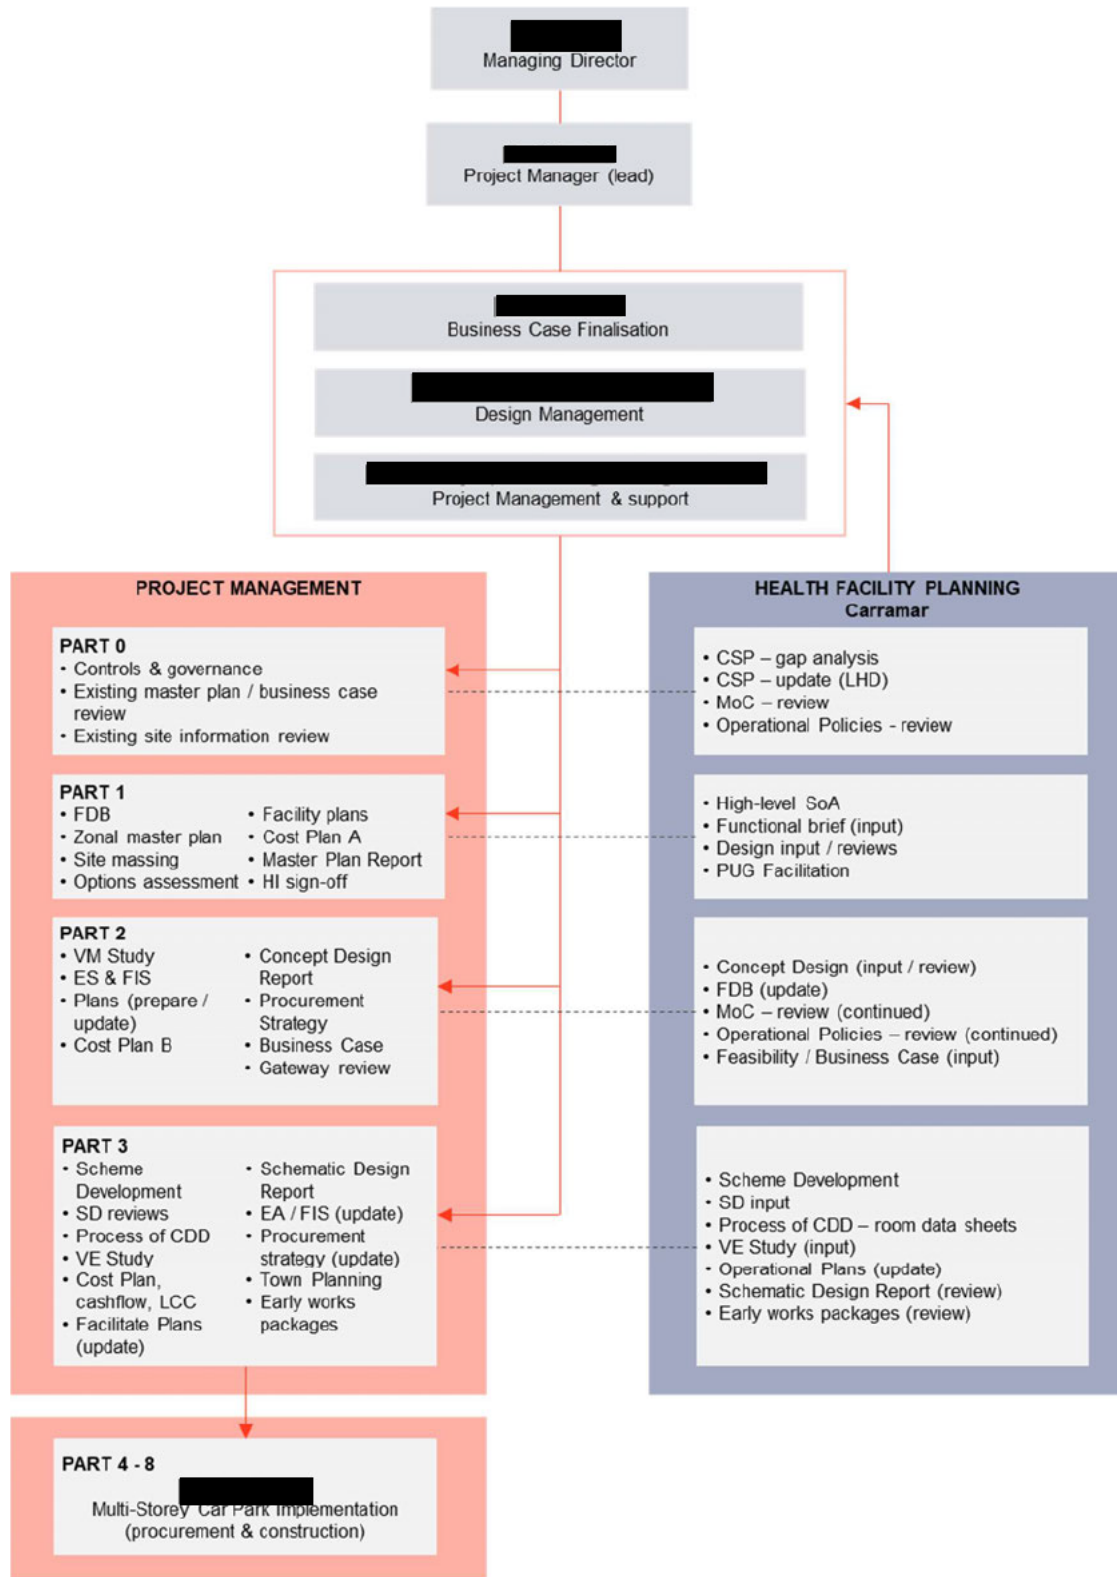 Managing Director
Project Manager (lead)
Business Case Finalisation
Design Management
Project Management & support
PROJECT MANAGEMENT
PART 0
• Controls & governance
• Existing master plan / business case
review
• Existing site information review
PART 1
• FDB
• Zonal master plan
• Site massing
• Options assessment
• Facility plans
• Cost Plan A
• Master Plan Report
• HI sign-off
PART 2
• VM Study
• ES & FIS
• Plans (prepare /
update)
• Cost Plan B
• Concept Design
Report
• Procurement
Strategy
• Business Case
• Gateway review
PART 3
• Scheme
Development
• SD reviews
• Process of CDD
• VE Study
• Cost Plan,
cashflow, LCC
• Facilitate Plans
(update)
• Schematic Design
Report
• EA / FIS (update)
• Procurement
strategy (update)
• Town Planning
• Early works
packages
PART 4 - 8
Multi-Storey Car Park Implementation
(procurement & construction)
HEALTH FACILITY PLANNING
Carramar
• CSP – gap analysis
• CSP – update (LHD)
• MoC – review
• Operational Policies - review
• High-level SoA
• Functional brief (input)
• Design input / reviews
• PUG Facilitation
• Concept Design (input / review)
• FDB (update)
• MoC – review (continued)
• Operational Policies – review (continued)
• Feasibility / Business Case (input)
• Scheme Development
• SD input
• Process of CDD – room data sheets
• VE Study (input)
• Operational Plans (update)
• Schematic Design Report (review)
• Early works packages (review)